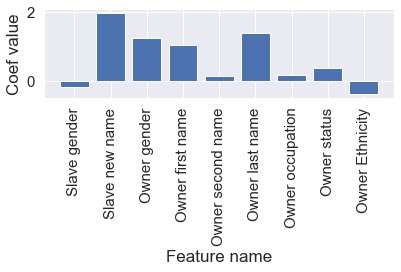 Coef value
2
0
Slave gender
Slave new name
Owner gender
Owner first name
Owner second name
Owner last name
Owner occupation
Owner status
Owner Ethnicity
Feature name